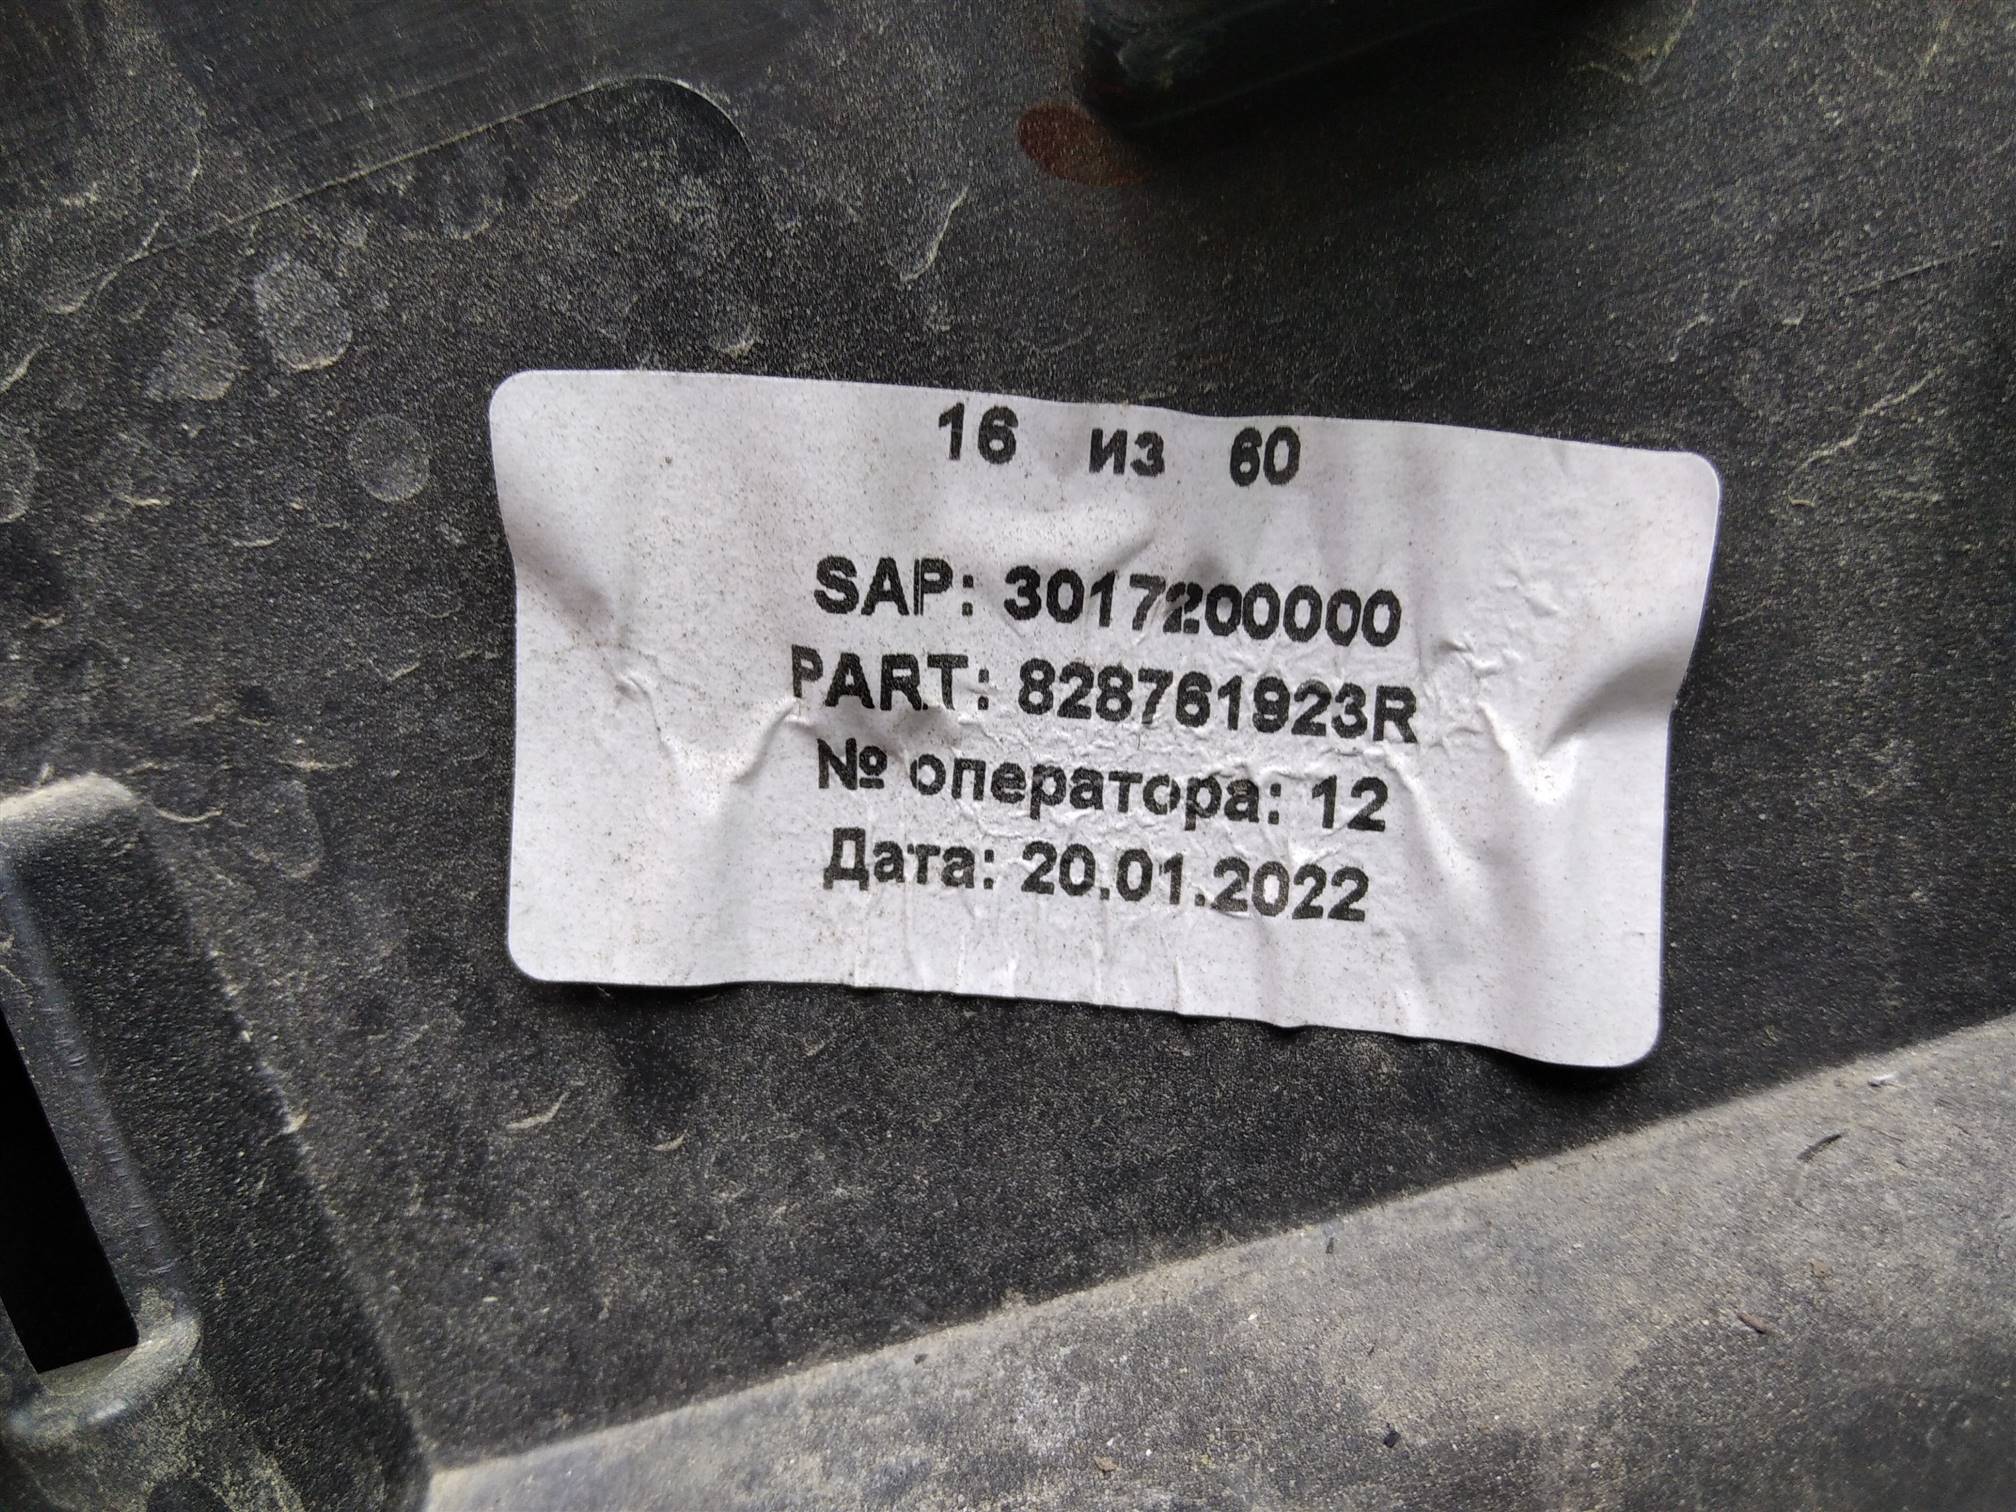 16 из 60
SAP: 3017200000
PART: 828761923R
№ оператора: 12
Дата: 20.01.2022